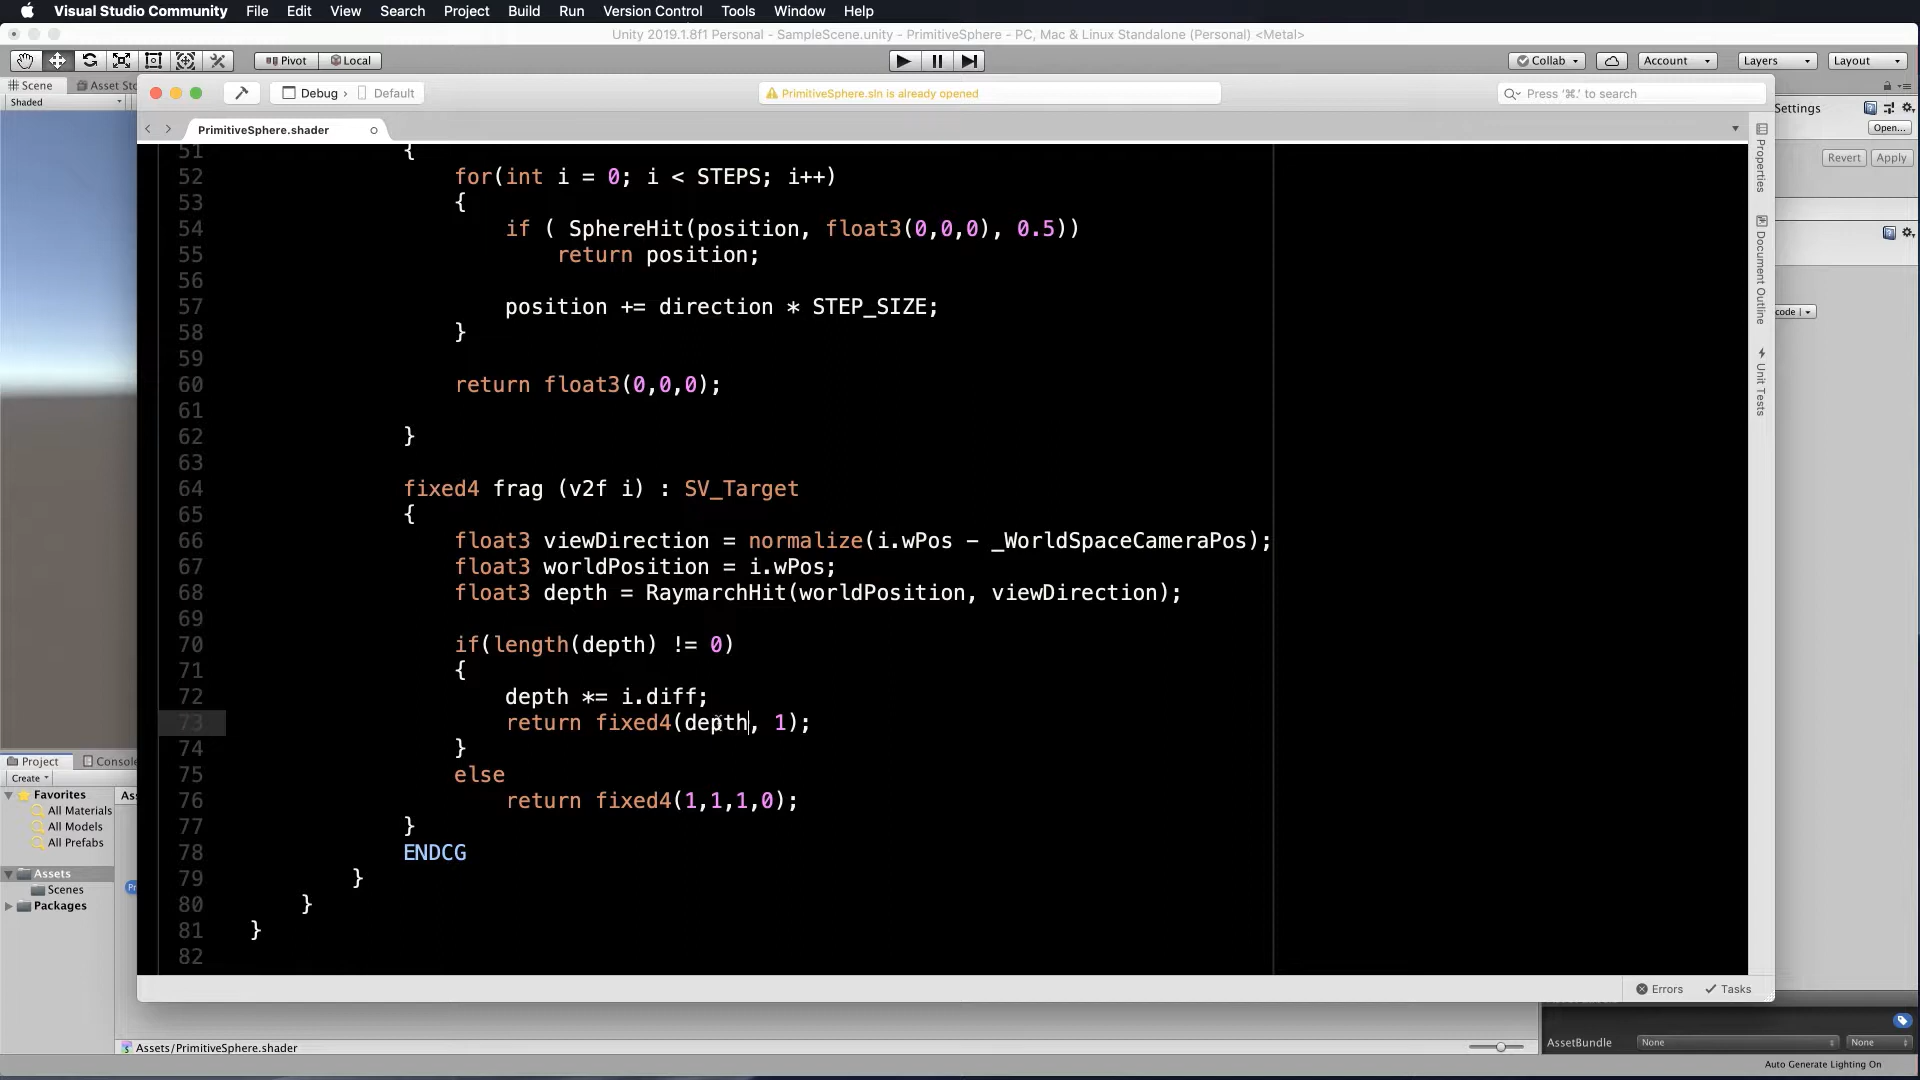 Visual Studio Community File Edit View Search Project Build Run Version Control Tools Window Help
Unity 2019.1.8f1 Personal - SampleScene.unity - PrimitiveSphere - PC, Mac & Linux Standalone (Personal) <Metal>
Pivot Local Collab Account Layers Layout
Scene Asset Sto
Shaded
Debug › Default PrimitiveSphere.sln is already opened Press '⌘.' to search
Settings
Open...
Revert Apply
PrimitiveSphere.shader
Properties
Document Outline
Unit Tests
code
51 {
52 for(int i = 0; i < STEPS; i++)
53 {
54 if ( SphereHit(position, float3(0,0,0), 0.5))
55 return position;
56
57 position += direction * STEP_SIZE;
58 }
59
60 return float3(0,0,0);
61
62 }
63
64 fixed4 frag (v2f i) : SV_Target
65 {
66 float3 viewDirection = normalize(i.wPos - _WorldSpaceCameraPos);
67 float3 worldPosition = i.wPos;
68 float3 depth = RaymarchHit(worldPosition, viewDirection);
69
70 if(length(depth) != 0)
71 {
72 depth *= i.diff;
73 return fixed4(depth, 1);
74 }
75 else
76 return fixed4(1,1,1,0);
77 }
78 ENDCG
79 }
80 }
81 }
82
Project Console
Create
Favorites Ass
All Materials
All Models
All Prefabs
Assets
Scenes
Packages
Pr
Errors Tasks
Assets/PrimitiveSphere.shader
AssetBundle None None
Auto Generate Lighting On